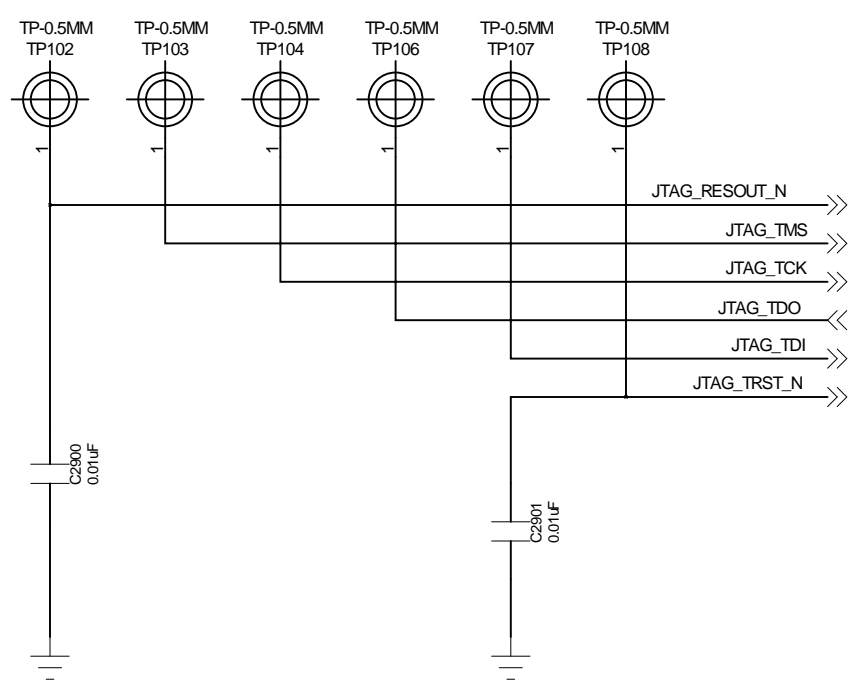 TP-0.5MM TP-0.5MM TP-0.5MM TP-0.5MM TP-0.5MM TP-0.5MM
TP102 TP103 TP104 TP106 TP107 TP108
1 1 1 1 1 1
JTAG_RESOUT_N
JTAG_TMS
JTAG_TCK
JTAG_TDO
JTAG_TDI
JTAG_TRST_N
C2900
0.01uF
C2901
0.01uF